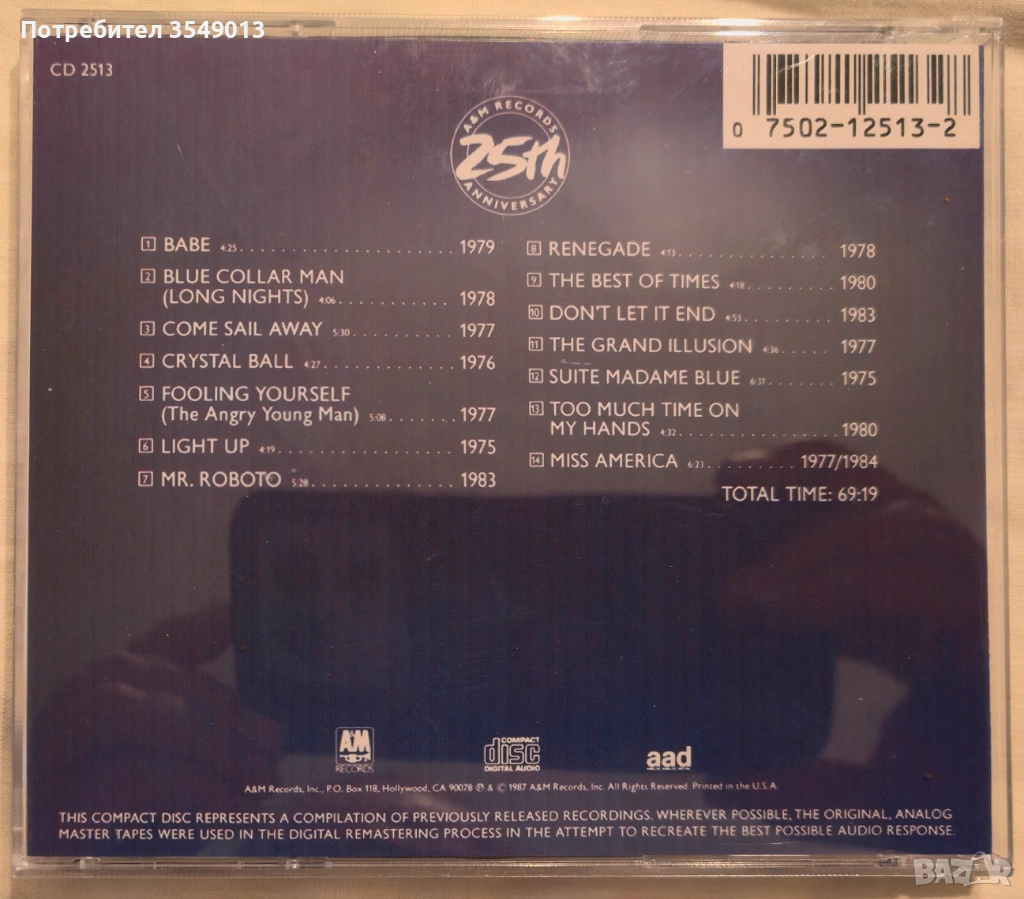 Потребител 3549013
CD 2513
0 7502-12513-2
A&M RECORDS
25th
ANNIVERSARY
1 BABE 4:25 1979
2 BLUE COLLAR MAN
(LONG NIGHTS) 4:06 1978
3 COME SAIL AWAY 5:30 1977
4 CRYSTAL BALL 4:27 1976
5 FOOLING YOURSELF
(The Angry Young Man) 5:08 1977
6 LIGHT UP 4:19 1975
7 MR. ROBOTO 5:28 1983
8 RENEGADE 4:13 1978
9 THE BEST OF TIMES 4:18 1980
10 DON'T LET IT END 4:53 1983
11 THE GRAND ILLUSION 4:36 1977
12 SUITE MADAME BLUE 6:31 1975
13 TOO MUCH TIME ON
MY HANDS 4:32 1980
14 MISS AMERICA 6:23 1977/1984
TOTAL TIME: 69:19
A&M
RECORDS
COMPACT
disc
DIGITAL AUDIO
aad
A&M Records, Inc., P.O. Box 118, Hollywood, CA 90078 ℗ & © 1987 A&M Records, Inc. All Rights Reserved. Printed in the U.S.A.
THIS COMPACT DISC REPRESENTS A COMPILATION OF PREVIOUSLY RELEASED RECORDINGS. WHEREVER POSSIBLE, THE ORIGINAL, ANALOG
MASTER TAPES WERE USED IN THE DIGITAL REMASTERING PROCESS IN THE ATTEMPT TO RECREATE THE BEST POSSIBLE AUDIO RESPONSE.
BAZAR